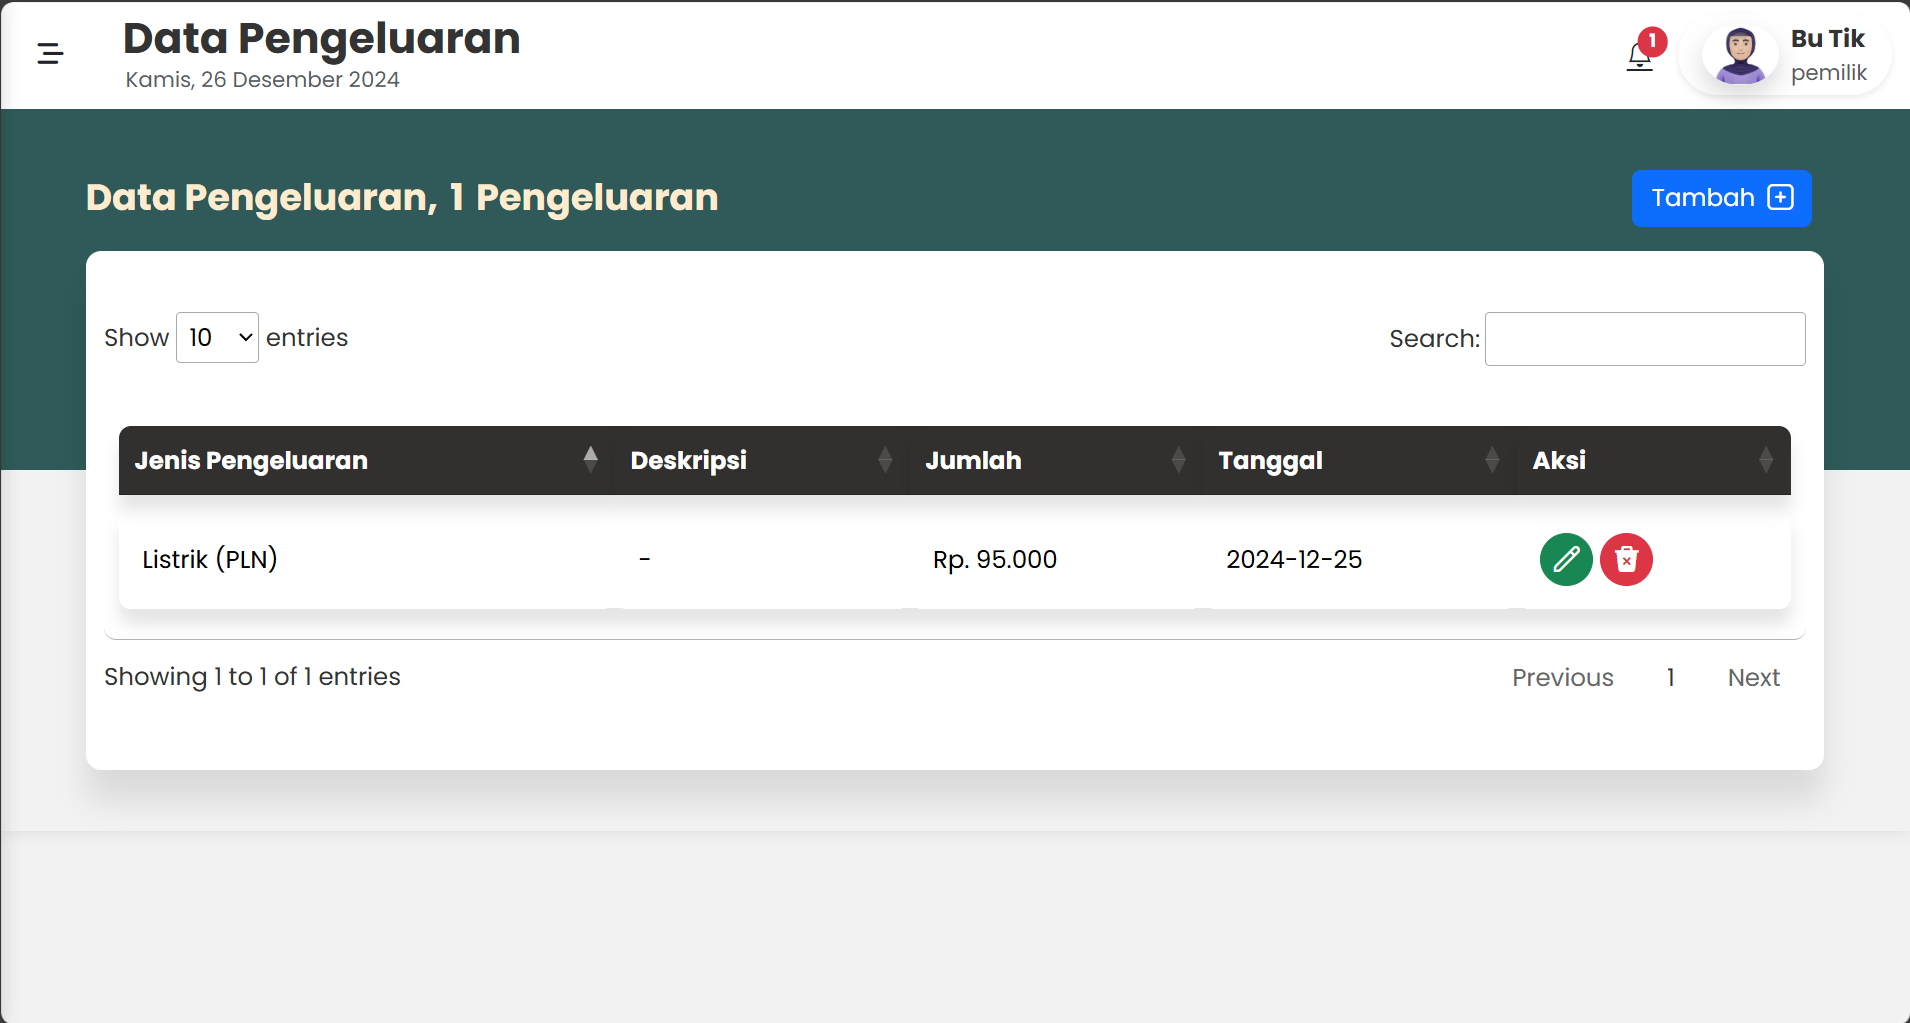 Data Pengeluaran
Kamis, 26 Desember 2024
1
Bu Tik
pemilik
Data Pengeluaran, 1 Pengeluaran
Tambah
Show 10 entries
Search:
Jenis Pengeluaran Deskripsi Jumlah Tanggal Aksi
Listrik (PLN) - Rp. 95.000 2024-12-25
Showing 1 to 1 of 1 entries
Previous 1 Next